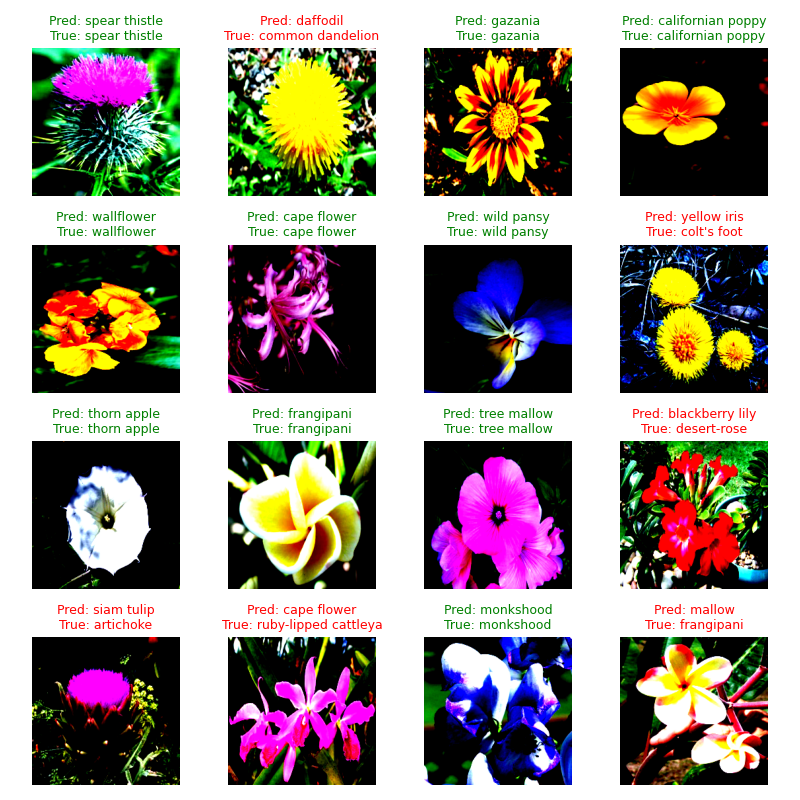 Pred: spear thistle
True: spear thistle
Pred: daffodil
True: common dandelion
Pred: gazania
True: gazania
Pred: californian poppy
True: californian poppy
Pred: wallflower
True: wallflower
Pred: cape flower
True: cape flower
Pred: wild pansy
True: wild pansy
Pred: yellow iris
True: colt's foot
Pred: thorn apple
True: thorn apple
Pred: frangipani
True: frangipani
Pred: tree mallow
True: tree mallow
Pred: blackberry lily
True: desert-rose
Pred: siam tulip
True: artichoke
Pred: cape flower
True: ruby-lipped cattleya
Pred: monkshood
True: monkshood
Pred: mallow
True: frangipani